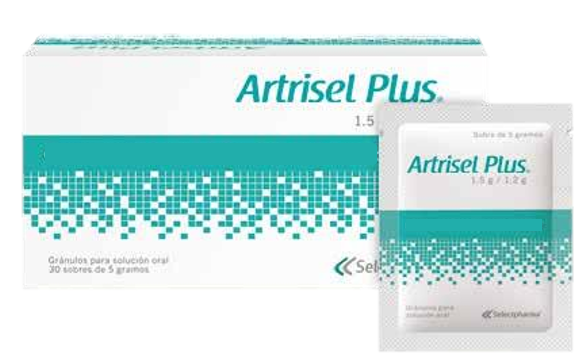 Artrisel Plus®
1.5
Gránulos para solución oral
30 sobres de 5 gramos
Sel
Sobre de 5 gramos
Artrisel Plus®
1.5 g / 1.2 g
Gránulos para
solución oral
Selectpharma